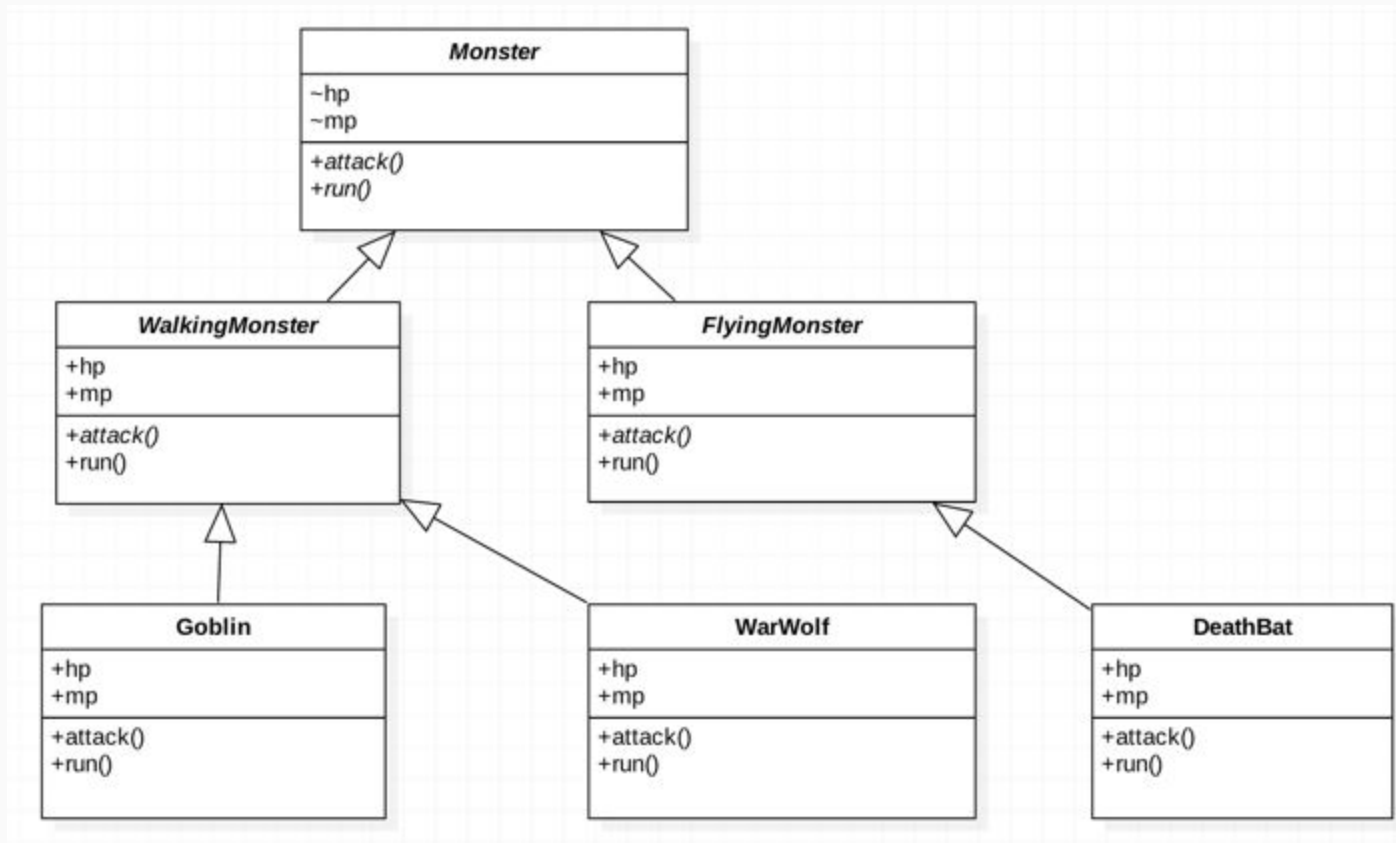 Monster
~hp
~mp
+attack()
+run()
WalkingMonster
+hp
+mp
+attack()
+run()
FlyingMonster
+hp
+mp
+attack()
+run()
Goblin
+hp
+mp
+attack()
+run()
WarWolf
+hp
+mp
+attack()
+run()
DeathBat
+hp
+mp
+attack()
+run()